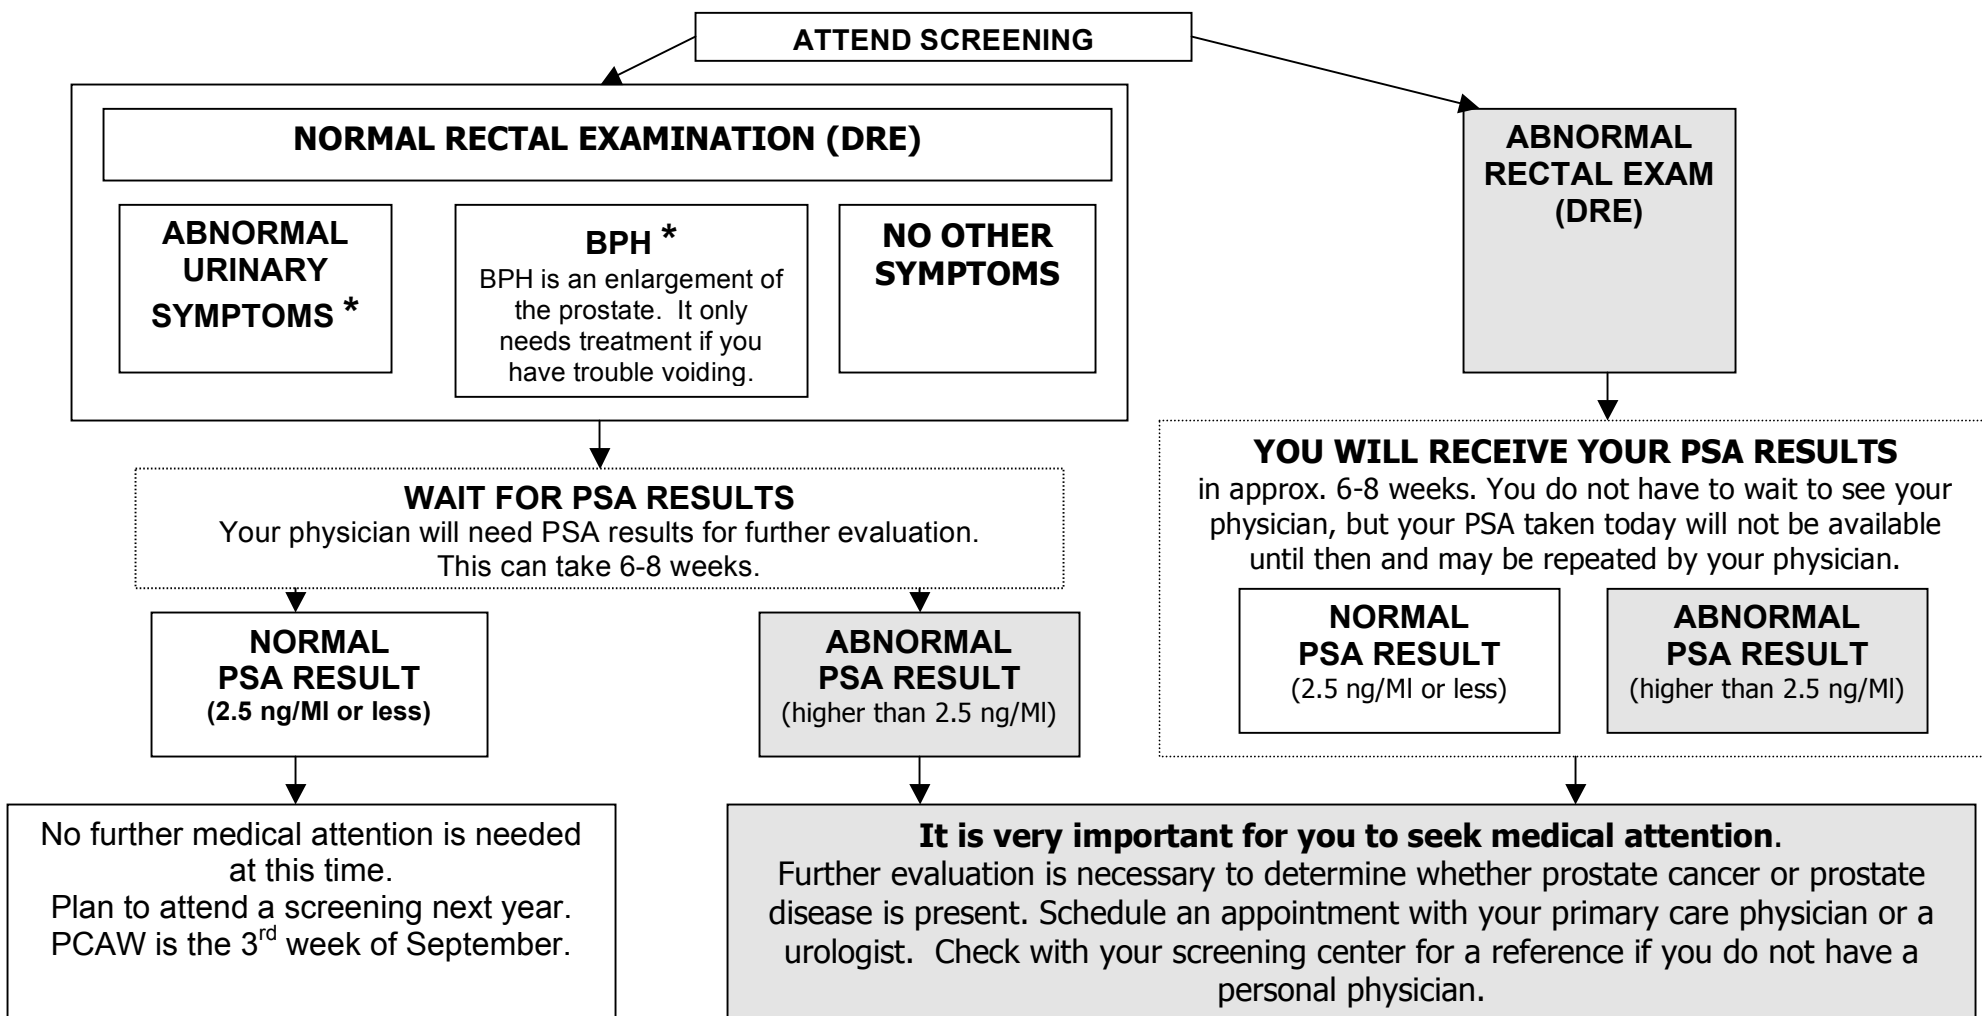 ATTEND SCREENING
NORMAL RECTAL EXAMINATION (DRE)
ABNORMAL
URINARY
SYMPTOMS *
BPH *
BPH is an enlargement of
the prostate. It only
needs treatment if you
have trouble voiding.
NO OTHER
SYMPTOMS
ABNORMAL
RECTAL EXAM
(DRE)
WAIT FOR PSA RESULTS
Your physician will need PSA results for further evaluation.
This can take 6-8 weeks.
YOU WILL RECEIVE YOUR PSA RESULTS
in approx. 6-8 weeks. You do not have to wait to see your
physician, but your PSA taken today will not be available
until then and may be repeated by your physician.
NORMAL
PSA RESULT
(2.5 ng/Ml or less)
ABNORMAL
PSA RESULT
(higher than 2.5 ng/Ml)
NORMAL
PSA RESULT
(2.5 ng/Ml or less)
ABNORMAL
PSA RESULT
(higher than 2.5 ng/Ml)
No further medical attention is needed
at this time.
Plan to attend a screening next year.
PCAW is the 3rd week of September.
It is very important for you to seek medical attention.
Further evaluation is necessary to determine whether prostate cancer or prostate
disease is present. Schedule an appointment with your primary care physician or a
urologist. Check with your screening center for a reference if you do not have a
personal physician.